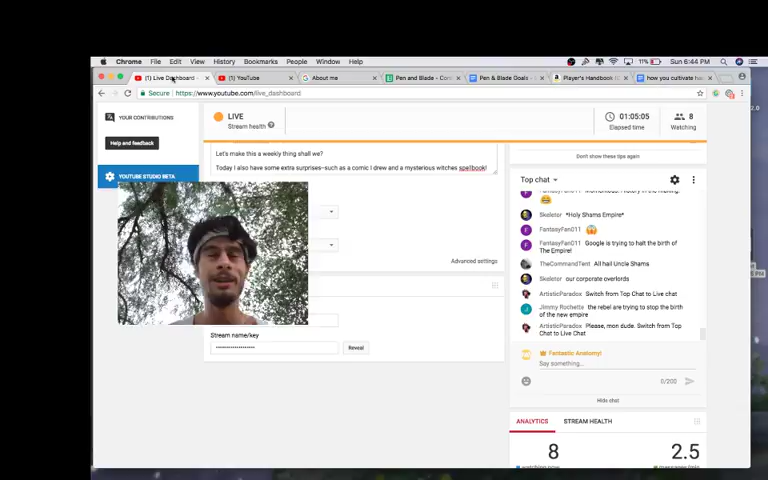 Chrome File Edit View History Bookmarks People Window Help 11% Sun 6:44 PM
(1) Live Dashboard - (1) YouTube About me Pen and Blade - Con Pen & Blade Goals - Player's Handbook how you cultivate ha
Secure https://www.youtube.com/live_dashboard
YOUR CONTRIBUTIONS
Help and feedback
YOUTUBE STUDIO BETA
LIVE
Stream health
01:05:05
Elapsed time
8
Watching
Let's make this a weekly thing shall we?
Today I also have some extra surprises--such as a comic I drew and a mysterious witches spellbook!
Advanced settings
Stream name/key
Reveal
Don't show these tips again
Top chat
Skeletor *Holy Shams Empire*
FantasyFan011
FantasyFan011 Google is trying to halt the birth of
The Empire!
TheCommandTent All hail Uncle Shams
Skeletor our corporate overlords
ArtisticParadox Switch from Top Chat to Live chat
Jimmy Rochette the rebel are trying to stop the birth
of the new empire
ArtisticParadox Please, mon dude. Switch from Top
Chat to Live Chat
Fantastic Anatomy!
Say something...
0/200
Hide chat
ANALYTICS STREAM HEALTH
8 2.5